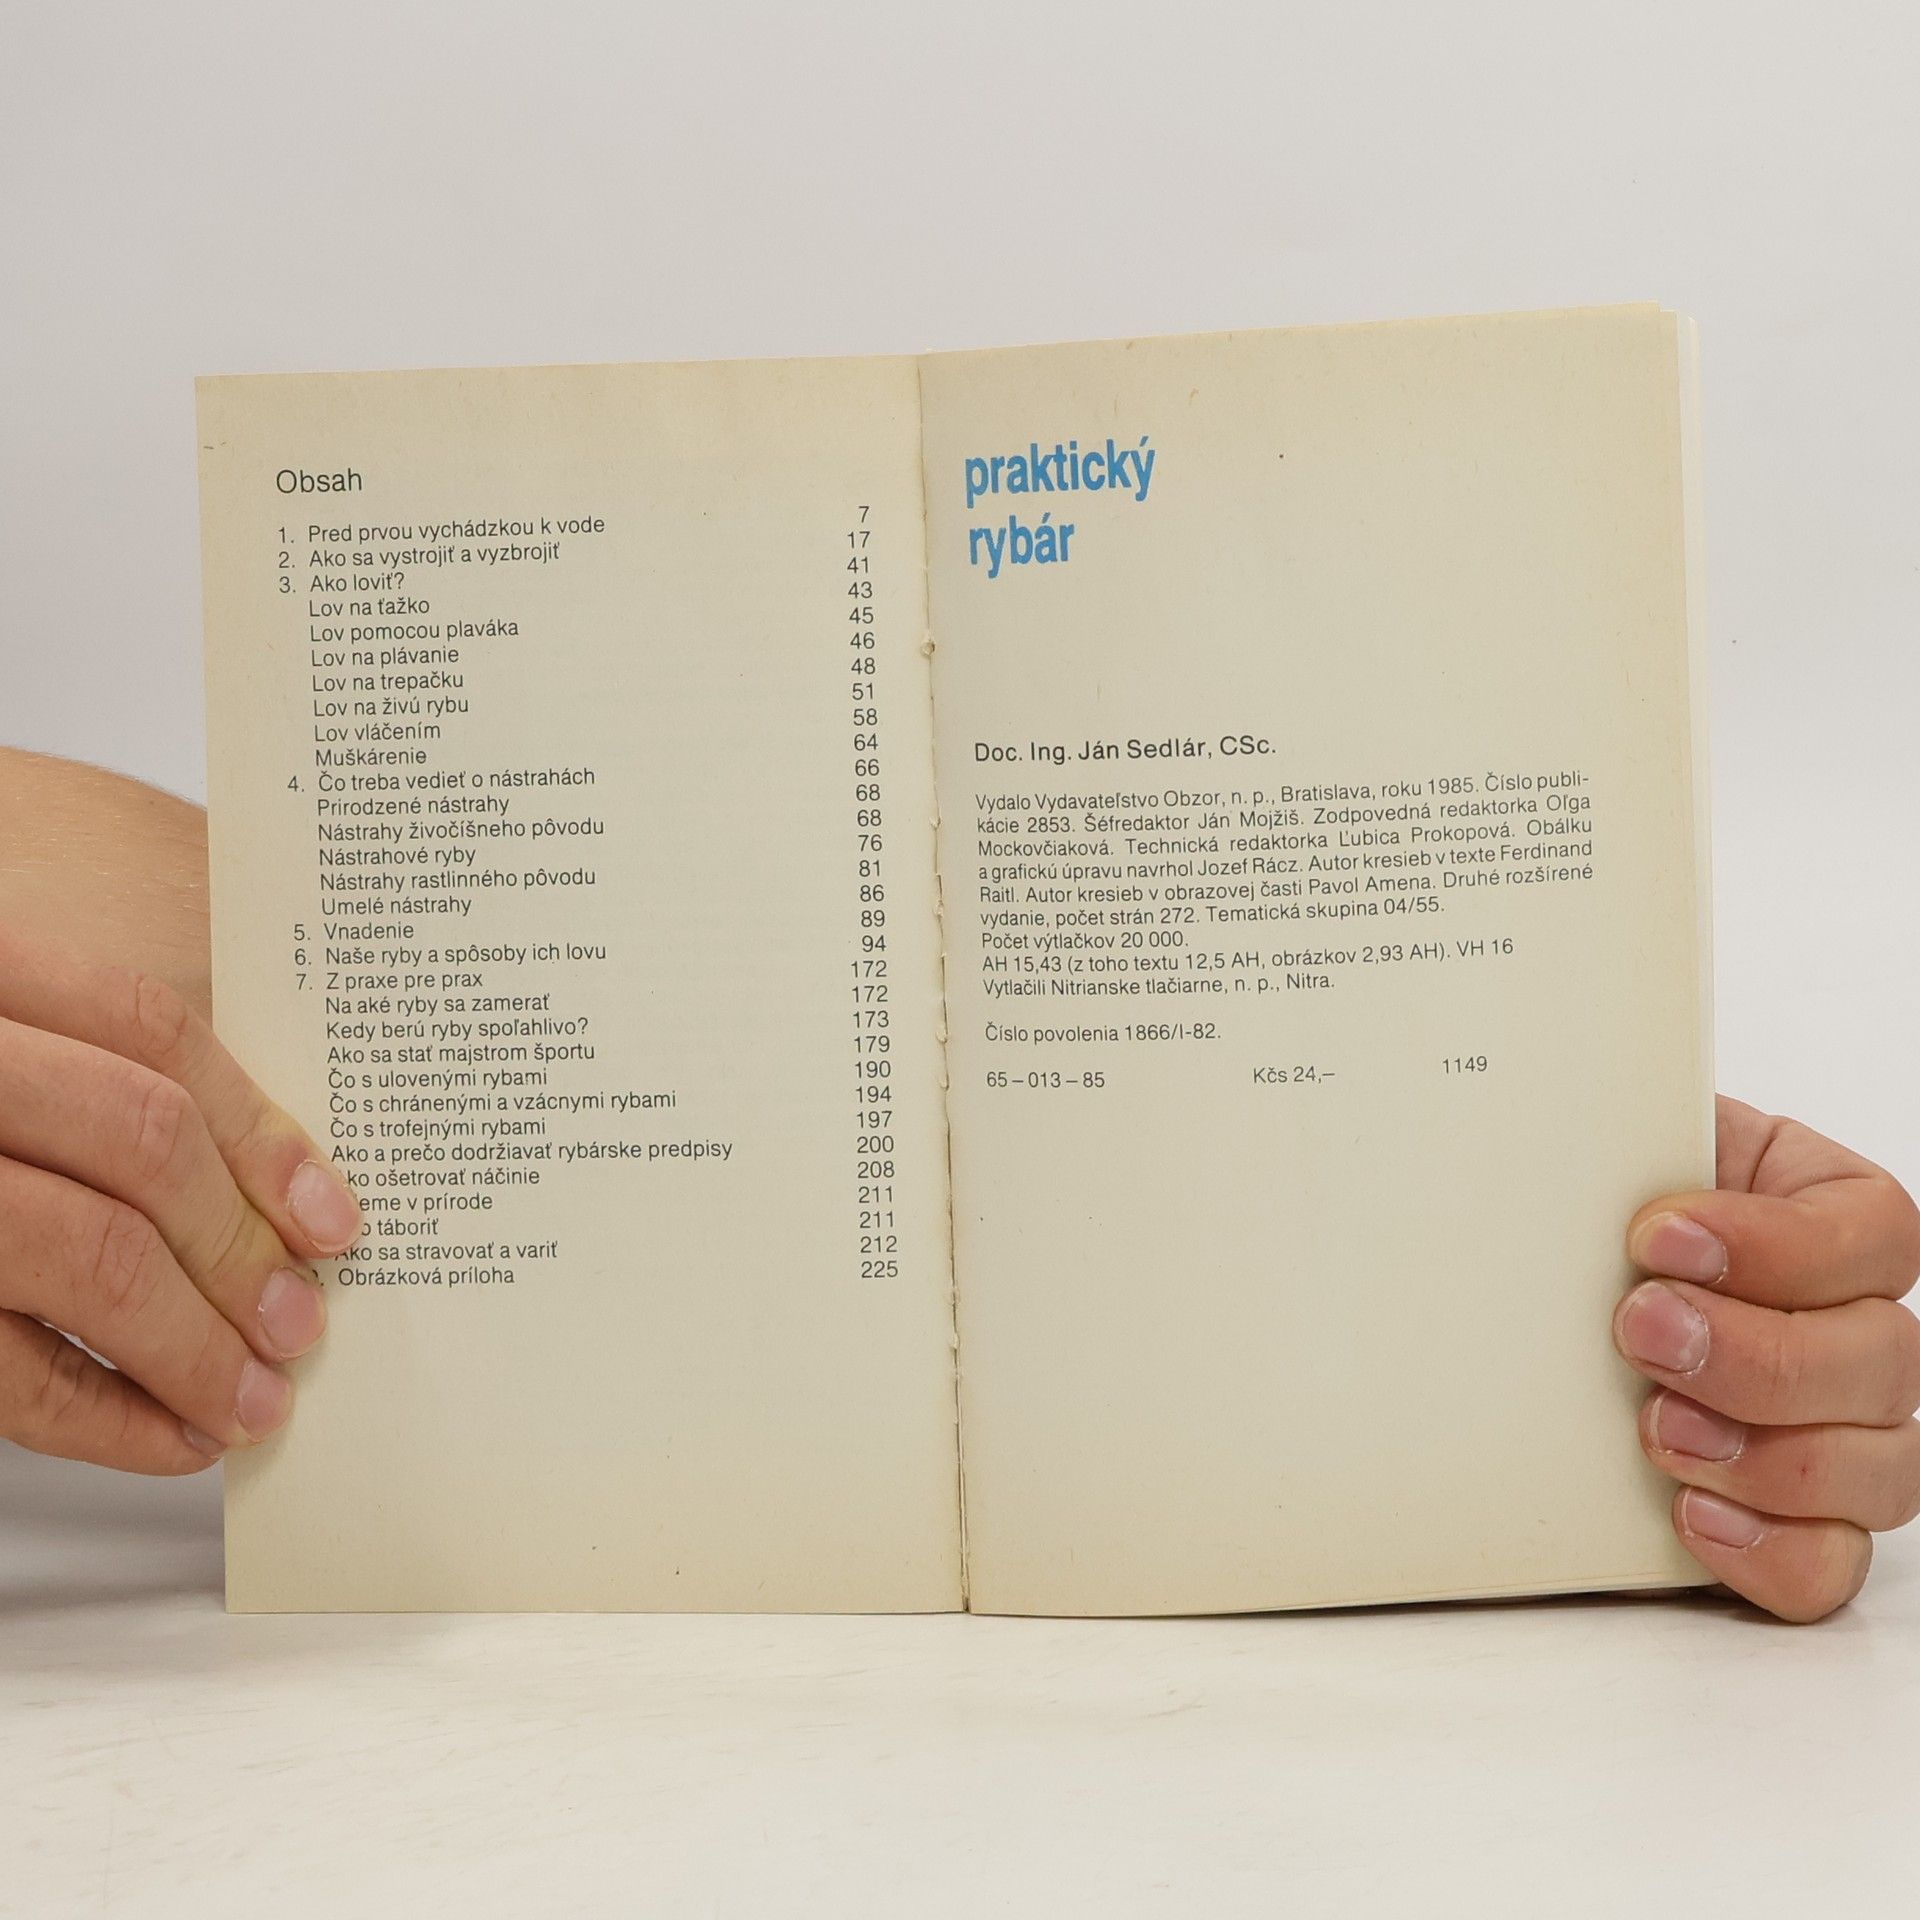 Obsah
1. Pred prvou vychádzkou k vode 7
2. Ako sa vystrojiť a vyzbrojiť 17
3. Ako loviť? 41
Lov na ťažko 43
Lov pomocou plaváka 45
Lov na plávanie 46
Lov na trepačku 48
Lov na živú rybu 51
Lov vláčením 58
Muškárenie 64
4. Čo treba vedieť o nástrahách 66
Prirodzené nástrahy 68
Nástrahy živočíšneho pôvodu 68
Nástrahové ryby 76
Nástrahy rastlinného pôvodu 81
Umelé nástrahy 86
5. Vnadenie 89
6. Naše ryby a spôsoby ich lovu 94
7. Z praxe pre prax 172
Na aké ryby sa zamerať 172
Kedy berú ryby spoľahlivo? 173
Ako sa stať majstrom športu 179
Čo s ulovenými rybami 190
Čo s chránenými a vzácnymi rybami 194
Čo s trofejnými rybami 197
Ako a prečo dodržiavať rybárske predpisy 200
ošetrovať náčinie 208
v prírode 211
táboriť 211
Ako sa stravovať a variť 212
Obrázková príloha 225
praktický
rybár
Doc. Ing. Ján Sedlár, CSc.
Vydalo Vydavateľstvo Obzor, n. p., Bratislava, roku 1985. Číslo publi-
kácie 2853. Šéfredaktor Ján Mojžiš. Zodpovedná redaktorka Oľga
Mockovčiaková. Technická redaktorka Ľubica Prokopová. Obálku
a grafickú úpravu navrhol Jozef Rácz. Autor kresieb v texte Ferdinand
Raitl. Autor kresieb v obrazovej časti Pavol Amena. Druhé rozšírené
vydanie, počet strán 272. Tematická skupina 04/55.
Počet výtlačkov 20 000.
AH 15,43 (z toho textu 12,5 AH, obrázkov 2,93 AH). VH 16
Vytlačili Nitrianske tlačiarne, n. p., Nitra.
Číslo povolenia 1866/I-82.
65 – 013 – 85 Kčs 24,– 1149